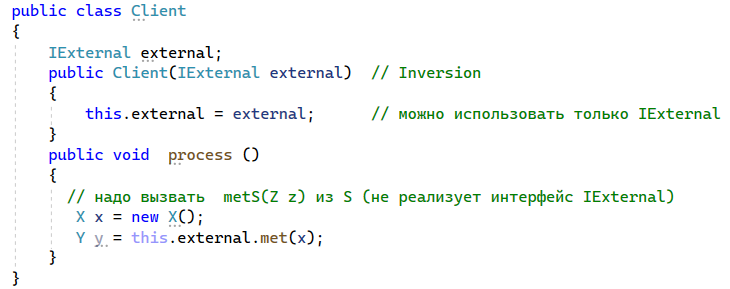 public class Client
{
IExternal external;
public Client(IExternal external)  // Inversion
{
this.external = external;      // можно использовать только IExternal
}
public void  process ()
{
// надо вызвать  metS(Z z) из S (не реализует интерфейс IExternal)
X x = new X();
Y y = this.external.met(x);
}
}